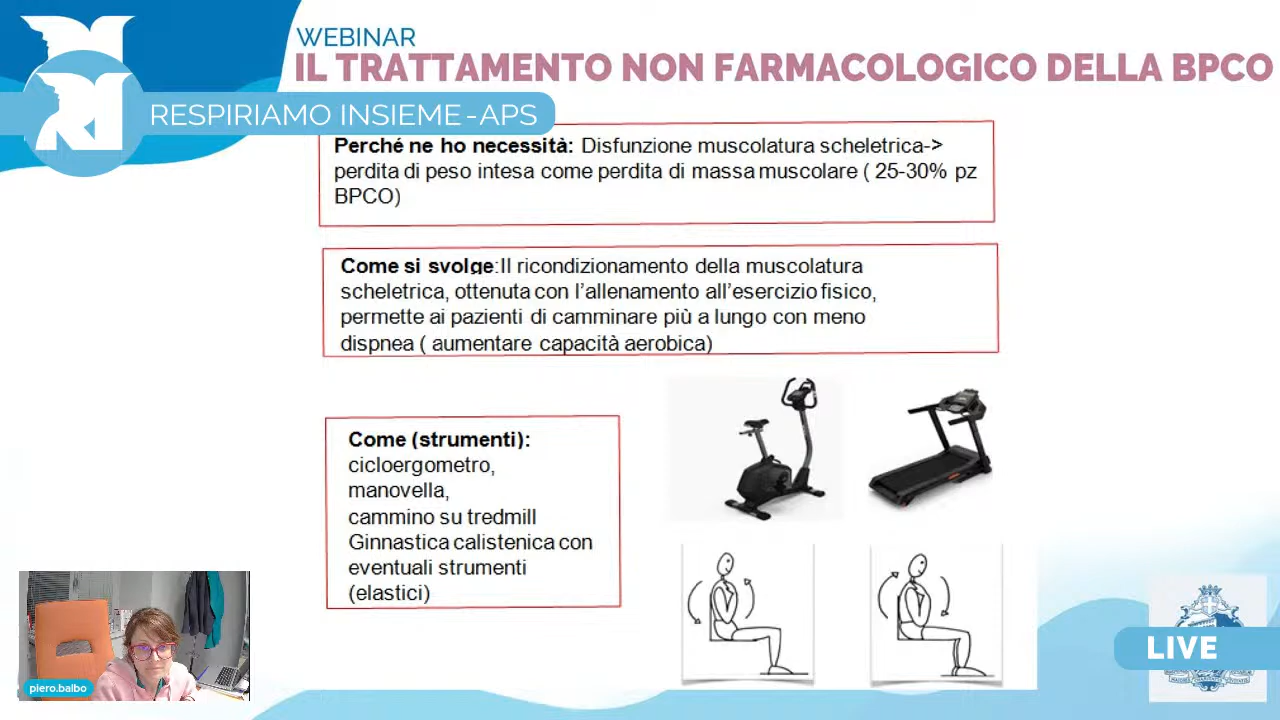 WEBINAR
IL TRATTAMENTO NON FARMACOLOGICO DELLA BPCO
RESPIRIAMO INSIEME-APS
Perché ne ho necessità: Disfunzione muscolatura scheletrica->
perdita di peso intesa come perdita di massa muscolare ( 25-30% pz
BPCO)
Come si svolge:Il ricondizionamento della muscolatura
scheletrica, ottenuta con l'allenamento all'esercizio fisico,
permette ai pazienti di camminare più a lungo con meno
dispnea ( aumentare capacità aerobica)
Come (strumenti):
cicloergometro,
manovella,
cammino su tredmill
Ginnastica calistenica con
eventuali strumenti
(elastici)
piero.balbo
LIVE